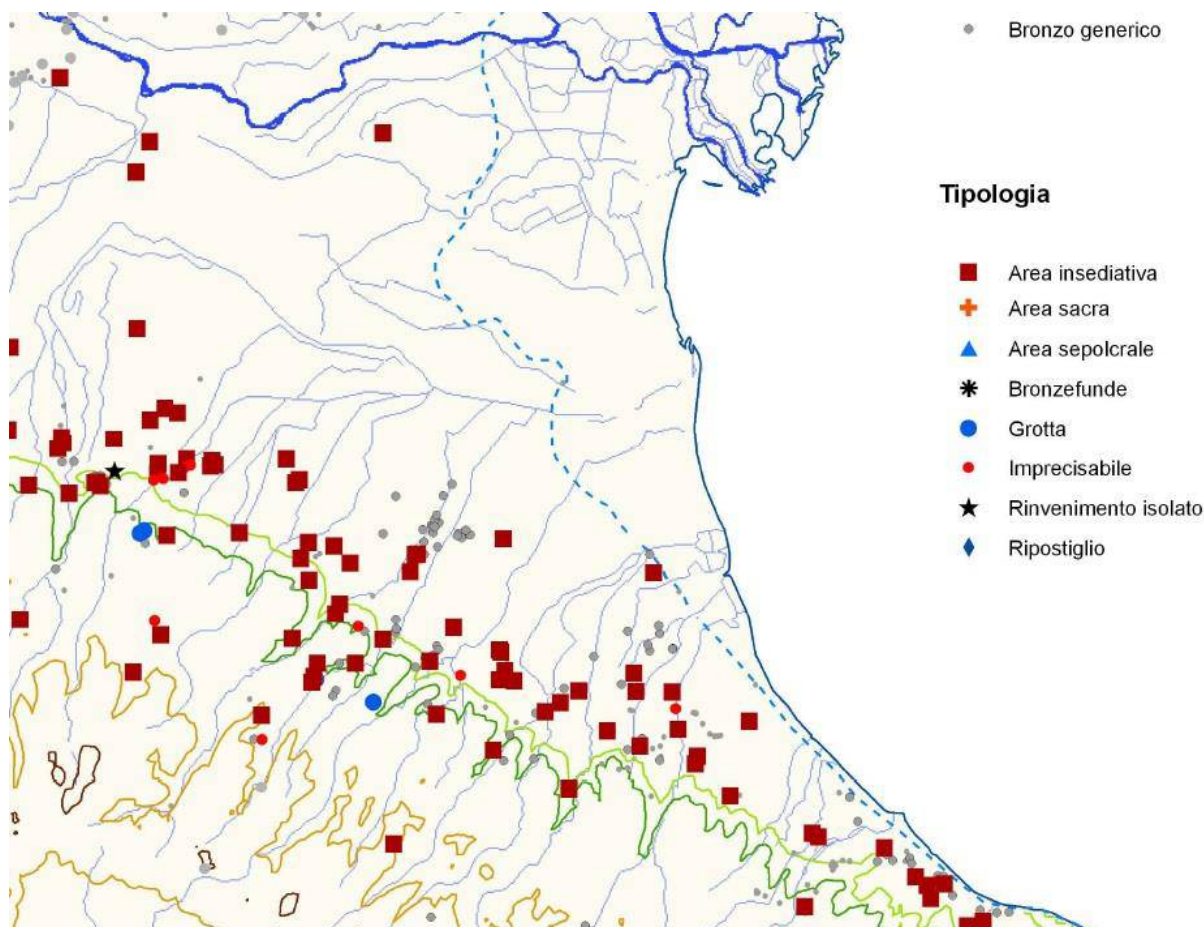 Bronzo generico
Tipologia
Area insediativa
Area sacra
Area sepolcrale
Bronzefunde
Grotta
Imprecisabile
Rinvenimento isolato
Ripostiglio